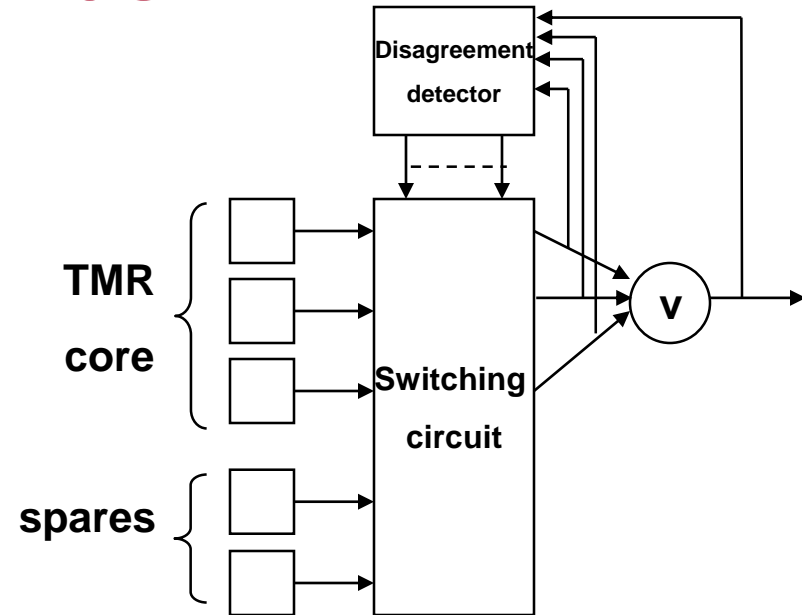 Disagreement
detector
TMR
core
Switching
circuit
v
spares